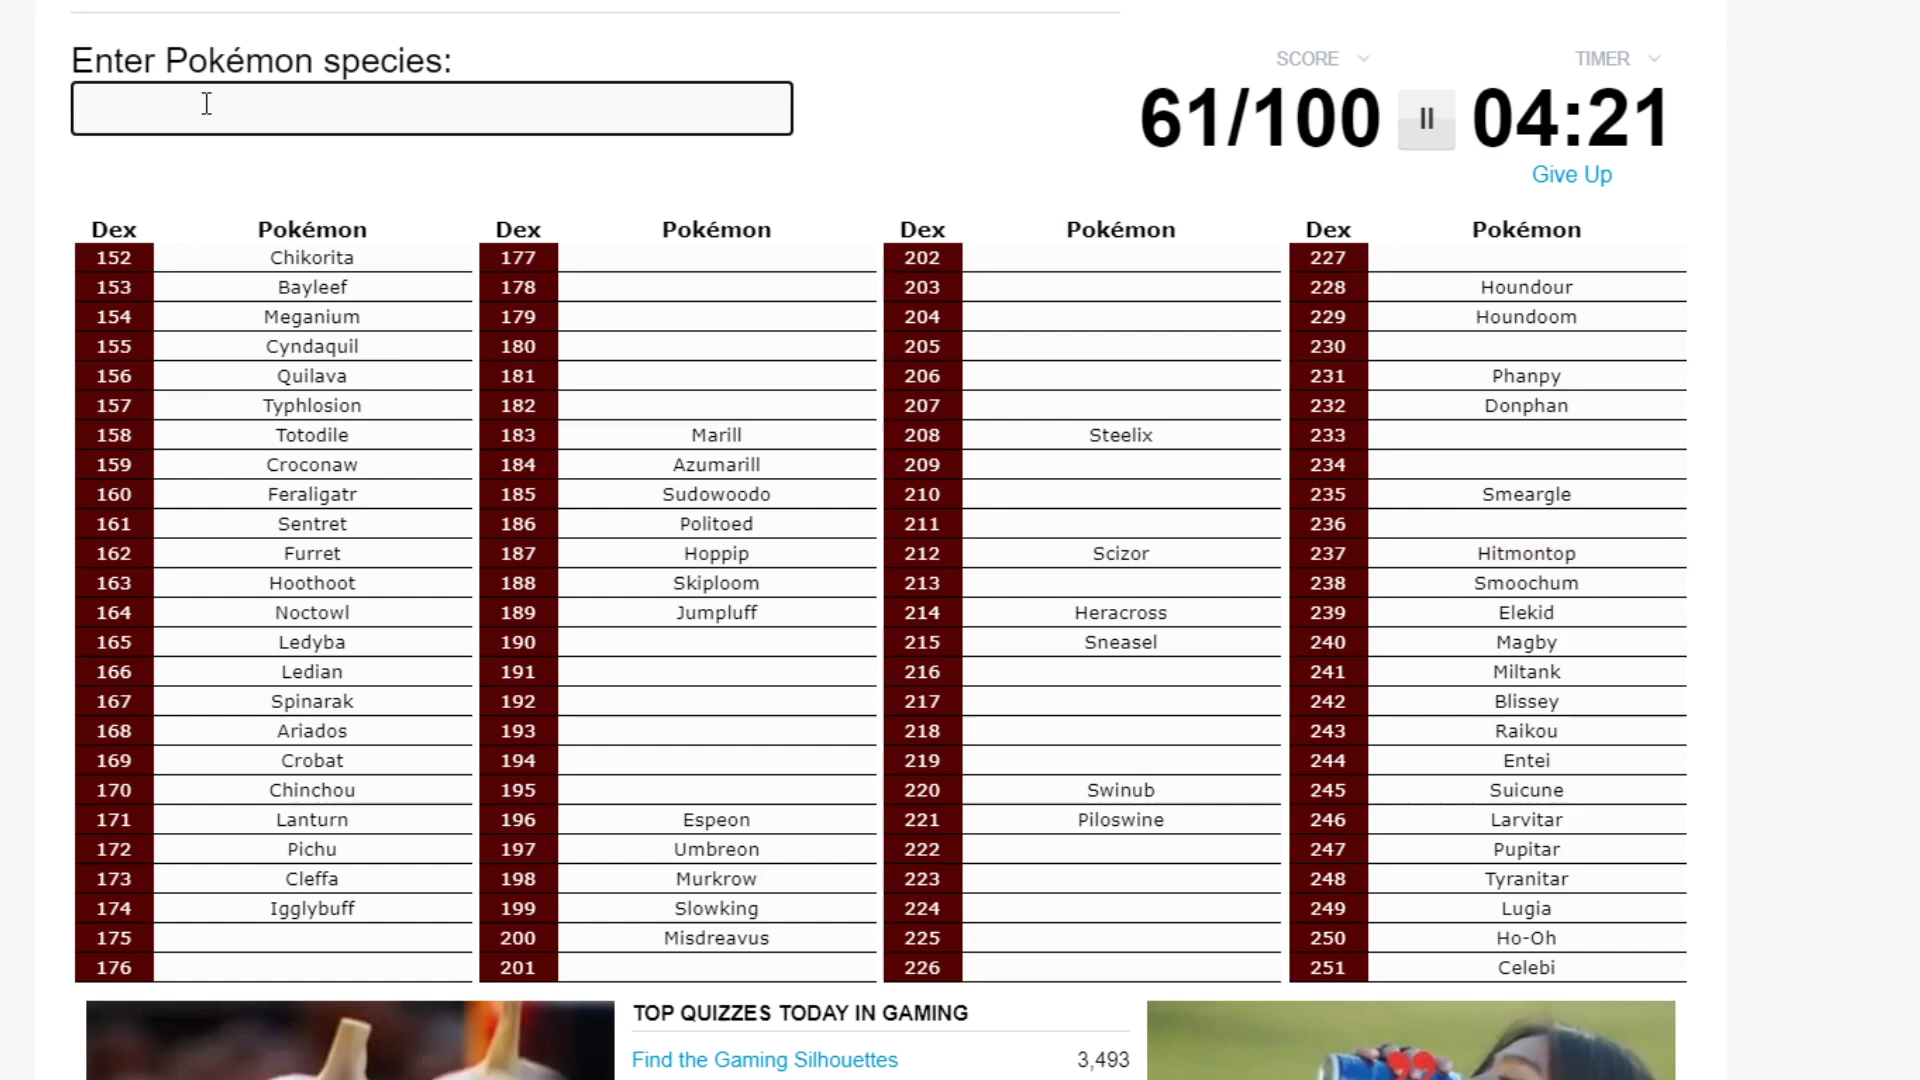 Enter Pokémon species:
SCORE
TIMER
61/100
04:21
Give Up
Dex Pokémon Dex Pokémon Dex Pokémon Dex Pokémon
152 Chikorita 177 202 227
153 Bayleef 178 203 228 Houndour
154 Meganium 179 204 229 Houndoom
155 Cyndaquil 180 205 230
156 Quilava 181 206 231 Phanpy
157 Typhlosion 182 207 232 Donphan
158 Totodile 183 Marill 208 Steelix 233
159 Croconaw 184 Azumarill 209 234
160 Feraligatr 185 Sudowoodo 210 235 Smeargle
161 Sentret 186 Politoed 211 236
162 Furret 187 Hoppip 212 Scizor 237 Hitmontop
163 Hoothoot 188 Skiploom 213 238 Smoochum
164 Noctowl 189 Jumpluff 214 Heracross 239 Elekid
165 Ledyba 190 215 Sneasel 240 Magby
166 Ledian 191 216 241 Miltank
167 Spinarak 192 217 242 Blissey
168 Ariados 193 218 243 Raikou
169 Crobat 194 219 244 Entei
170 Chinchou 195 220 Swinub 245 Suicune
171 Lanturn 196 Espeon 221 Piloswine 246 Larvitar
172 Pichu 197 Umbreon 222 247 Pupitar
173 Cleffa 198 Murkrow 223 248 Tyranitar
174 Igglybuff 199 Slowking 224 249 Lugia
175 200 Misdreavus 225 250 Ho-Oh
176 201 226 251 Celebi
TOP QUIZZES TODAY IN GAMING
Find the Gaming Silhouettes 3,493